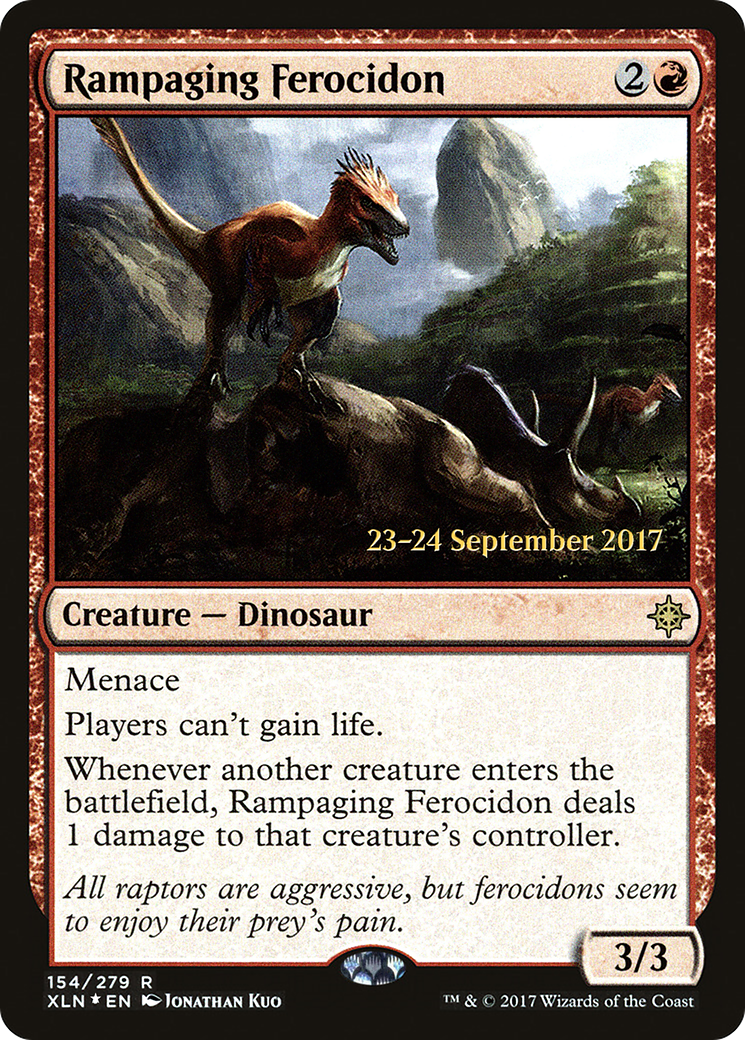 Rampaging Ferocidon 2
23–24 September 2017
Creature — Dinosaur
Menace
Players can't gain life.
Whenever another creature enters the
battlefield, Rampaging Ferocidon deals
1 damage to that creature's controller.
All raptors are aggressive, but ferocidons seem
to enjoy their prey's pain.
3/3
154/279 R
XLN★EN Jonathan Kuo
™ & © 2017 Wizards of the Coast